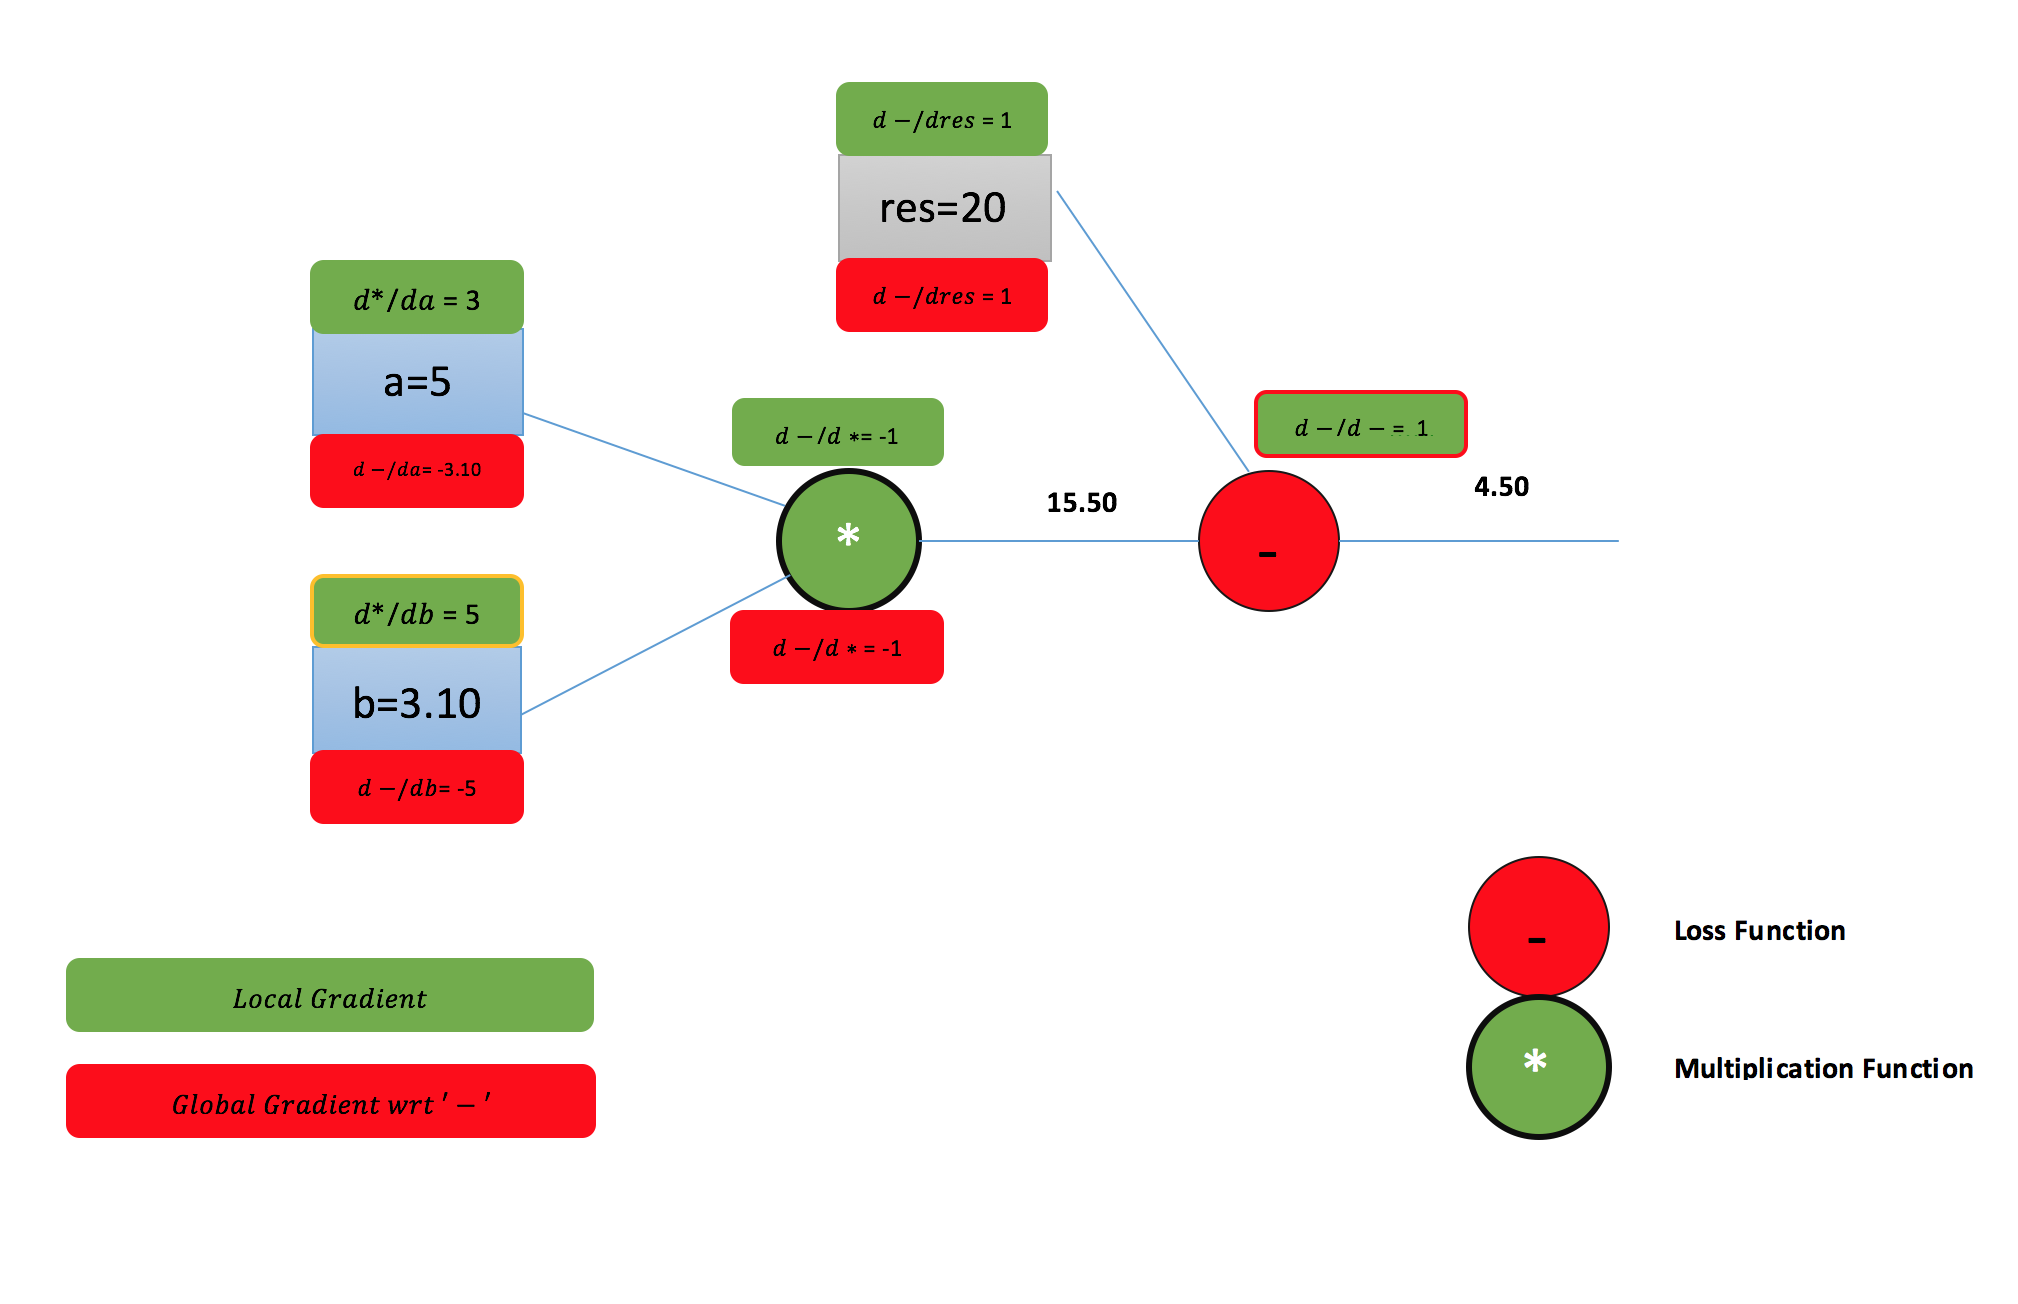 d −/dres = 1
res=20
d −/dres = 1
d*/da = 3
a=5
d −/da= -3.10
d −/d *= -1
*
d −/d * = -1
15.50
d −/d − = 1
-
4.50
d*/db = 5
b=3.10
d −/db= -5
-
Loss Function
*
Multiplication Function
Local Gradient
Global Gradient wrt ′ − ′